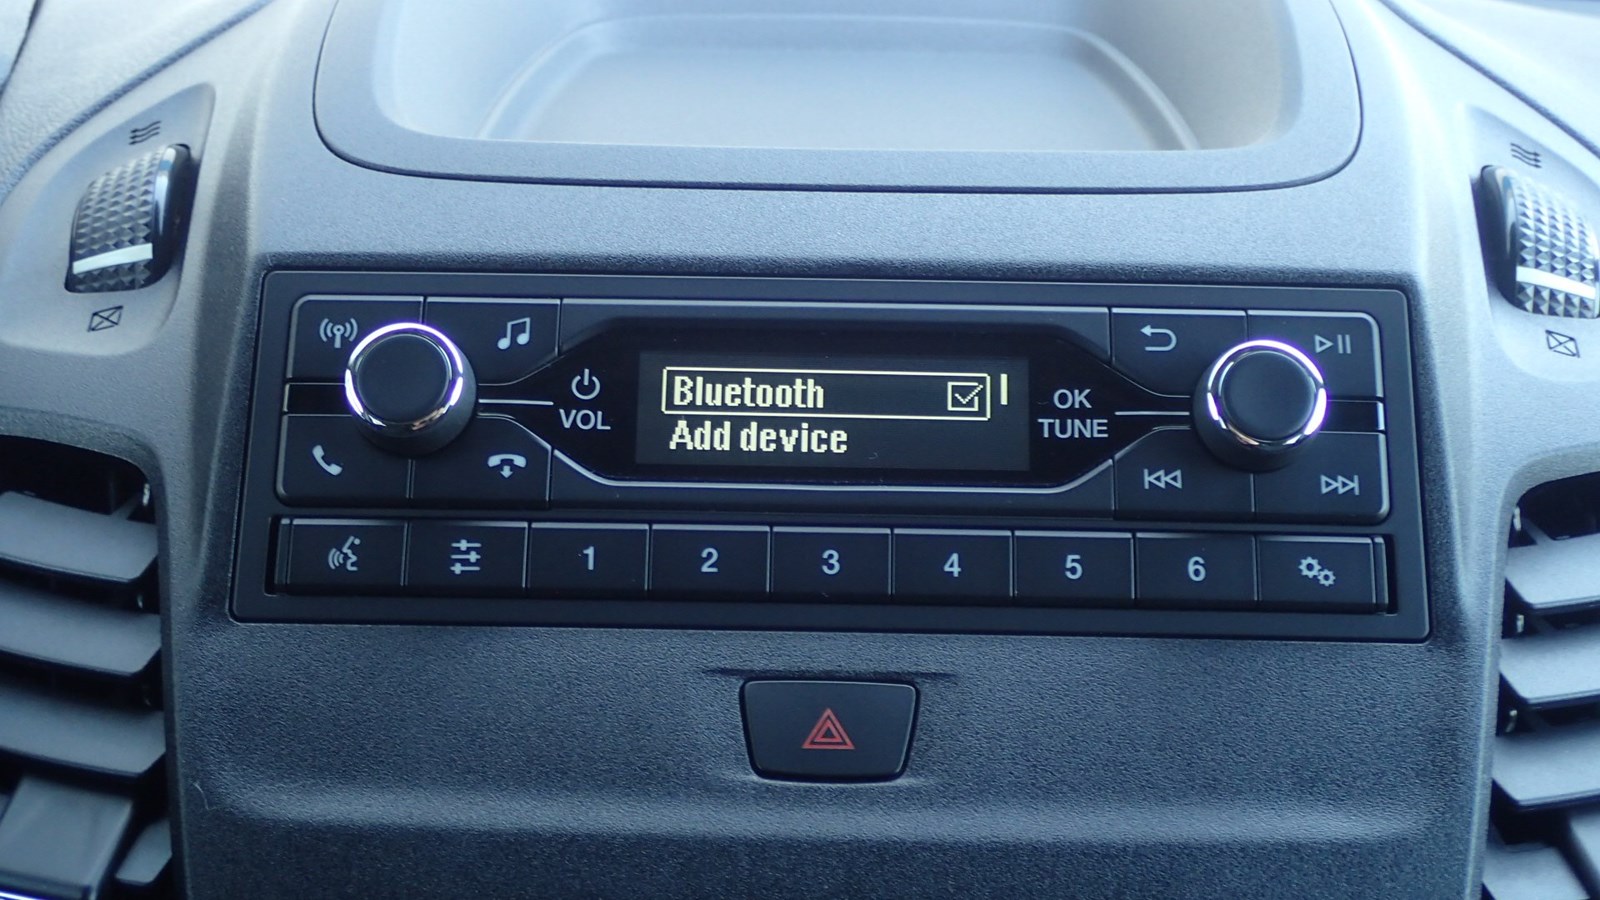 Bluetooth
Add device
VOL
OK
TUNE
1 2 3 4 5 6